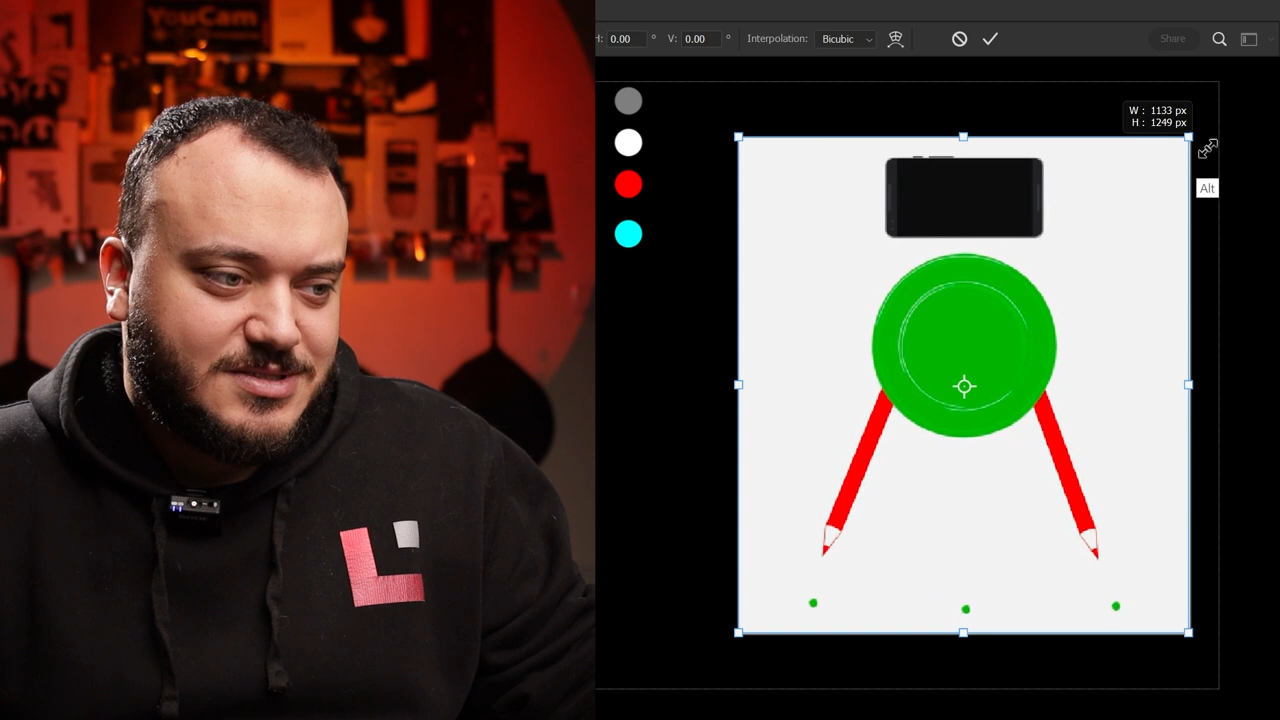 YouCam
H: 0.00 ° V: 0.00 ° Interpolation: Bicubic Share
W : 1133 px
H : 1249 px
Alt